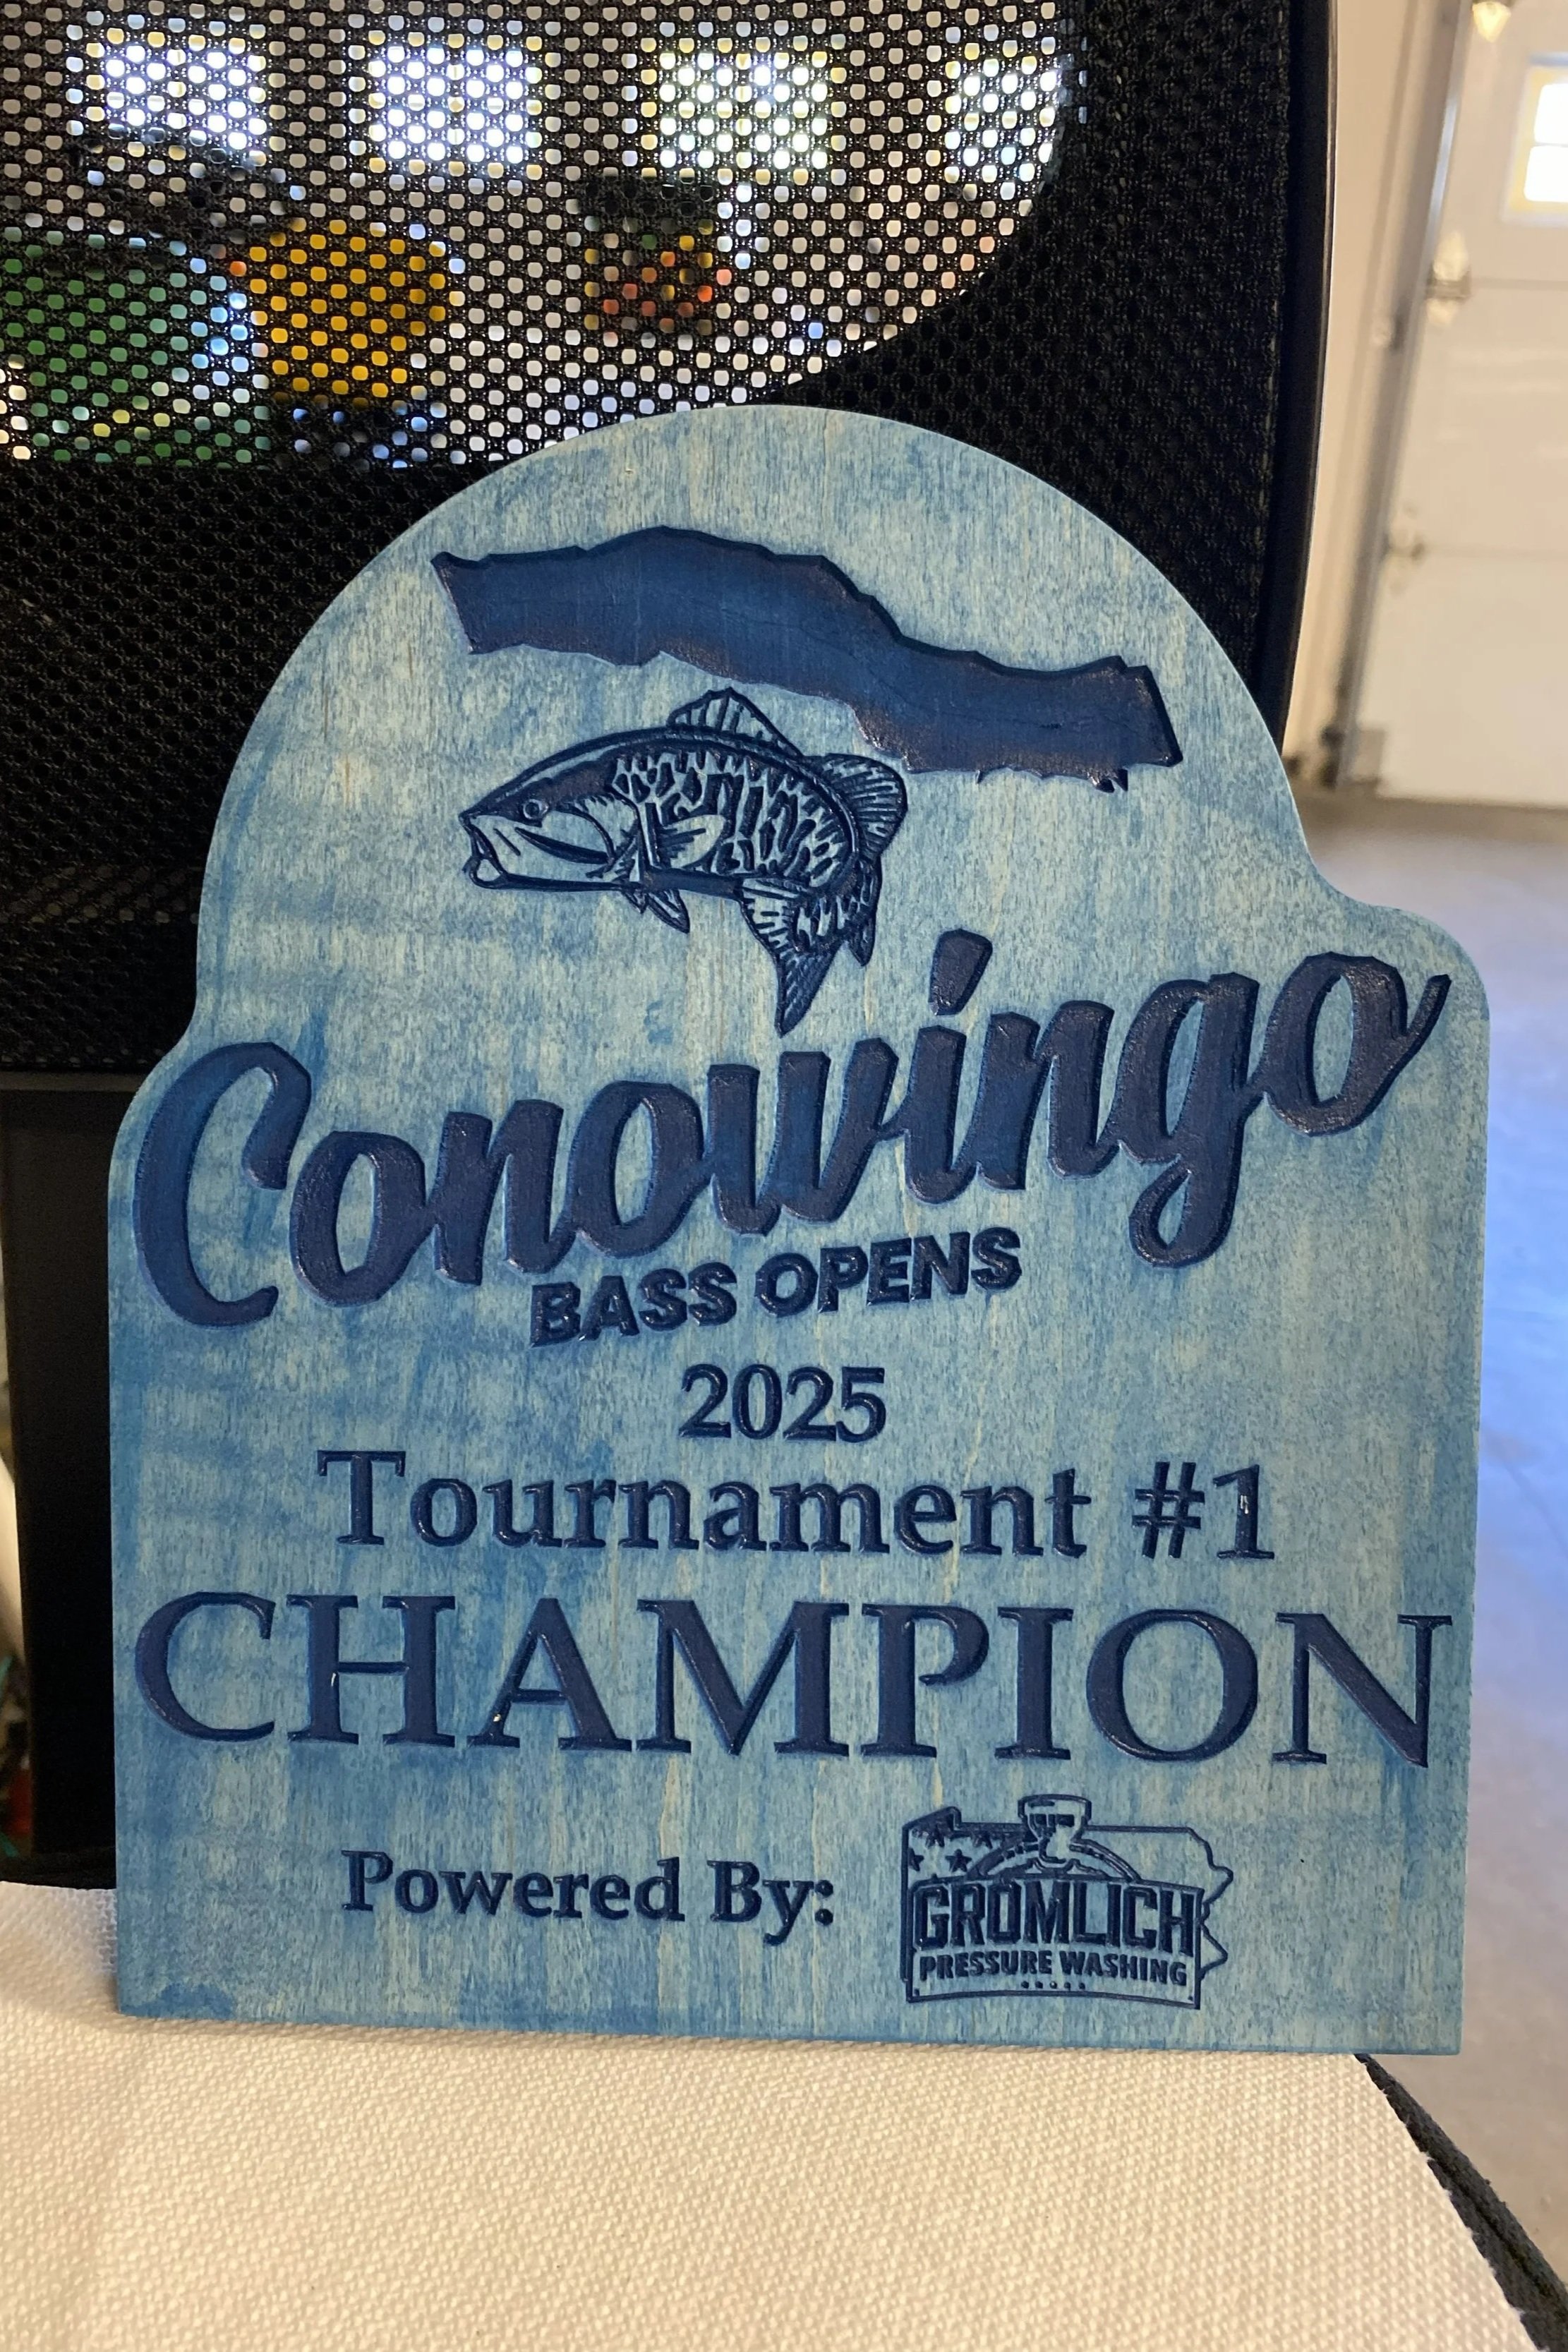 Conowingo
BASS OPENS
2025
Tournament #1
CHAMPION
Powered By:
GROMLICH
PRESSURE WASHING